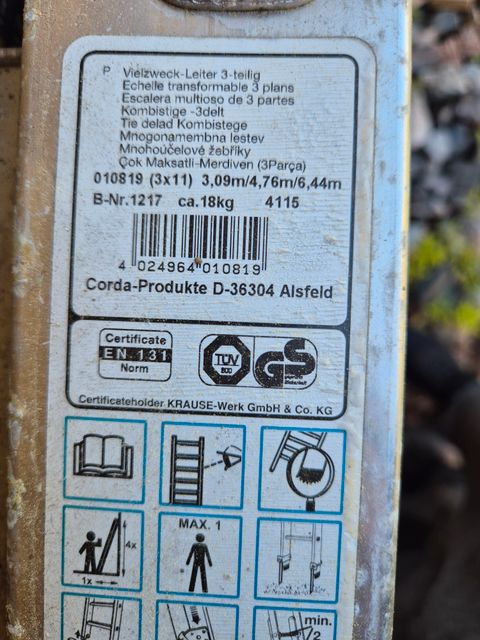 P Vielzweck-Leiter 3-teilig
Echelle transformable 3 plans
Escalera multioso de 3 partes
Kombistige -3delt
Tie delad Kombistege
Mnogonamembna lestev
Mnohoúčelové žebříky
Çok Maksatli-Merdiven (3Parça)
010819 (3x11) 3,09m/4,76m/6,44m
B-Nr.1217 ca.18kg 4115
4 024964 010819
Corda-Produkte D-36304 Alsfeld
Certificate
EN 131
Norm
TÜV
GS
Certificateholder KRAUSE-Werk GmbH & Co. KG
4x
1x
MAX. 1
min.